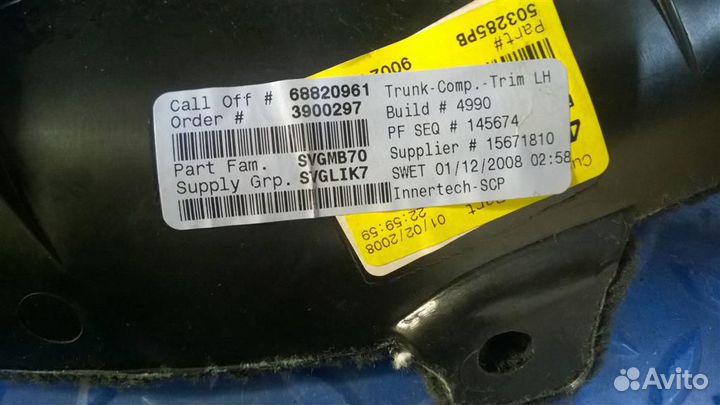 Call Off # 68820961
Order # 3900297
Part Fam. SVGMB70
Supply Grp. SVGLIK7
Trunk-Comp.-Trim LH
Build # 4990
PF SEQ # 145674
Supplier # 15671810
SWET 01/12/2008 02:58
Innertech-SCP
Part#
503285PB
01/02/2008
22:59:59
Avito